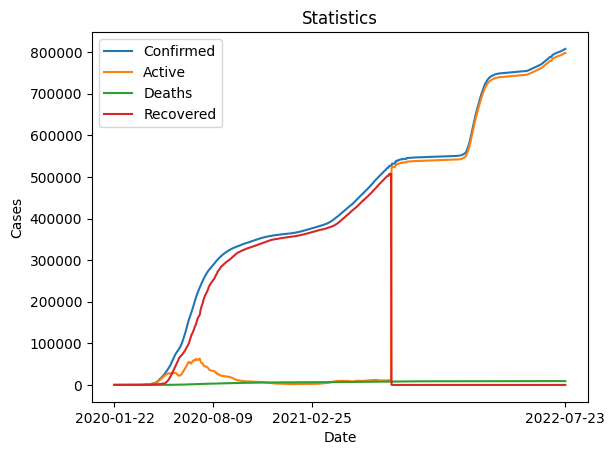 Statistics
Confirmed
Active
Deaths
Recovered
800000
700000
600000
500000
400000
300000
200000
100000
0
Cases
2020-01-22 2020-08-09 2021-02-25 2022-07-23
Date